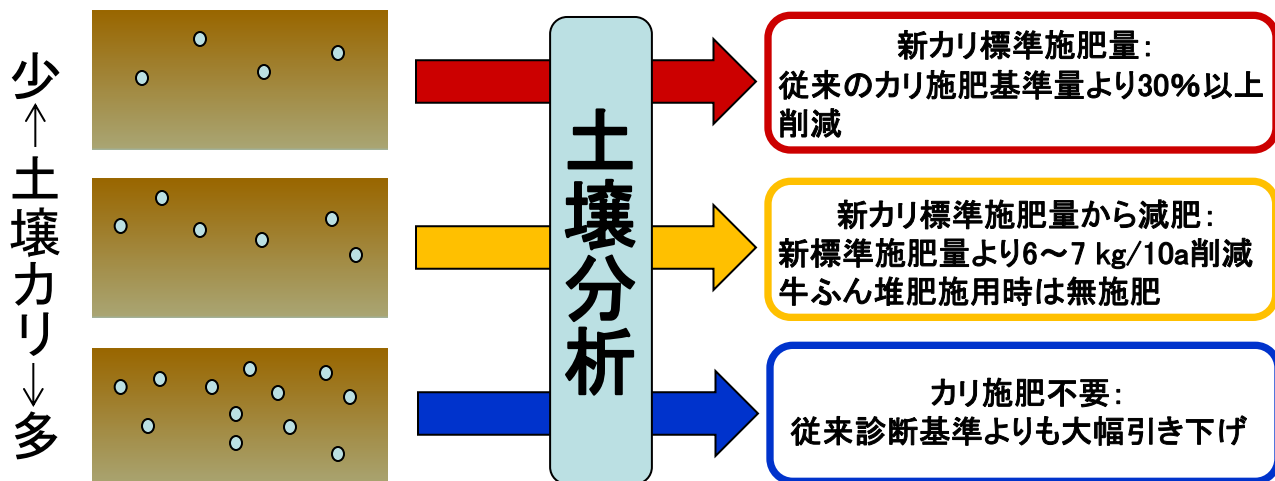 少←土壌カリ→多
土壌分析
新カリ標準施肥量：
従来のカリ施肥基準量より30%以上
削減
新カリ標準施肥量から減肥：
新標準施肥量より6～7 kg/10a削減
牛ふん堆肥施用時は無施肥
カリ施肥不要：
従来診断基準よりも大幅引き下げ